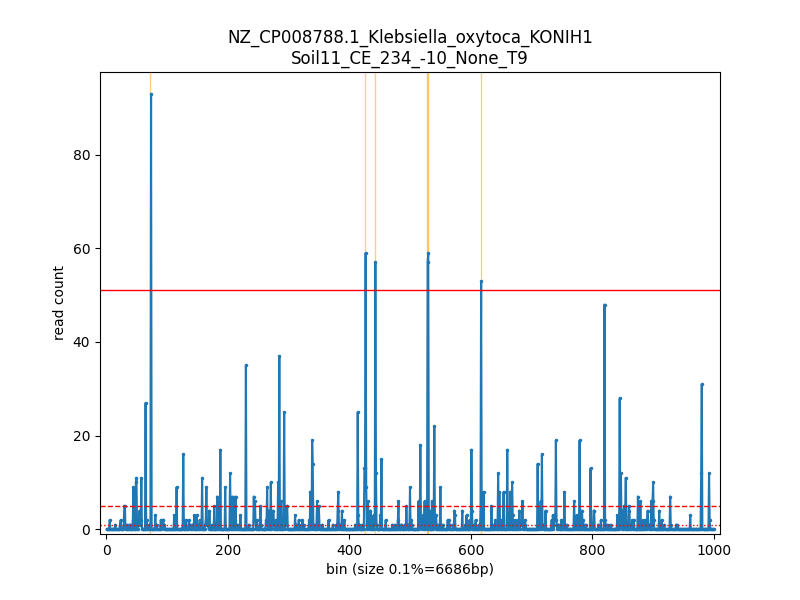 NZ_CP008788.1_Klebsiella_oxytoca_KONIH1
Soil11_CE_234_-10_None_T9
80
60
40
20
0
read count
0
200
400
600
800
1000
bin (size 0.1%=6686bp)